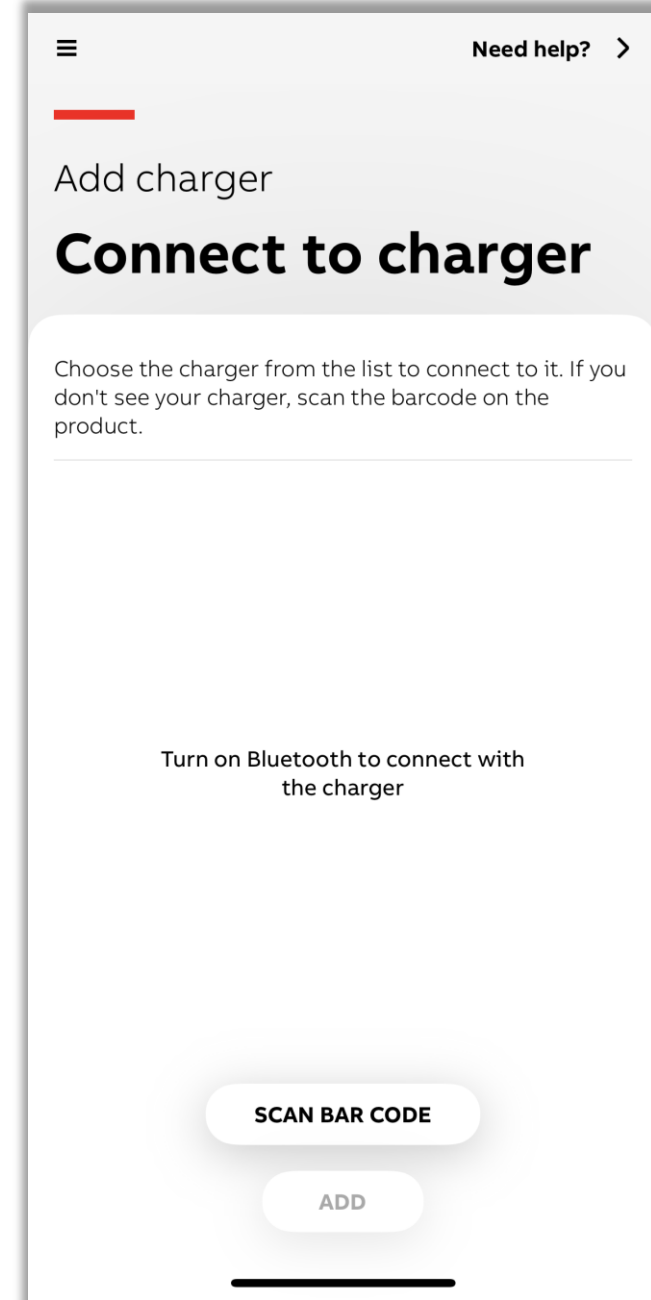 Need help?
Add charger
Connect to charger
Choose the charger from the list to connect to it. If you
don't see your charger, scan the barcode on the
product.
Turn on Bluetooth to connect with
the charger
SCAN BAR CODE
ADD